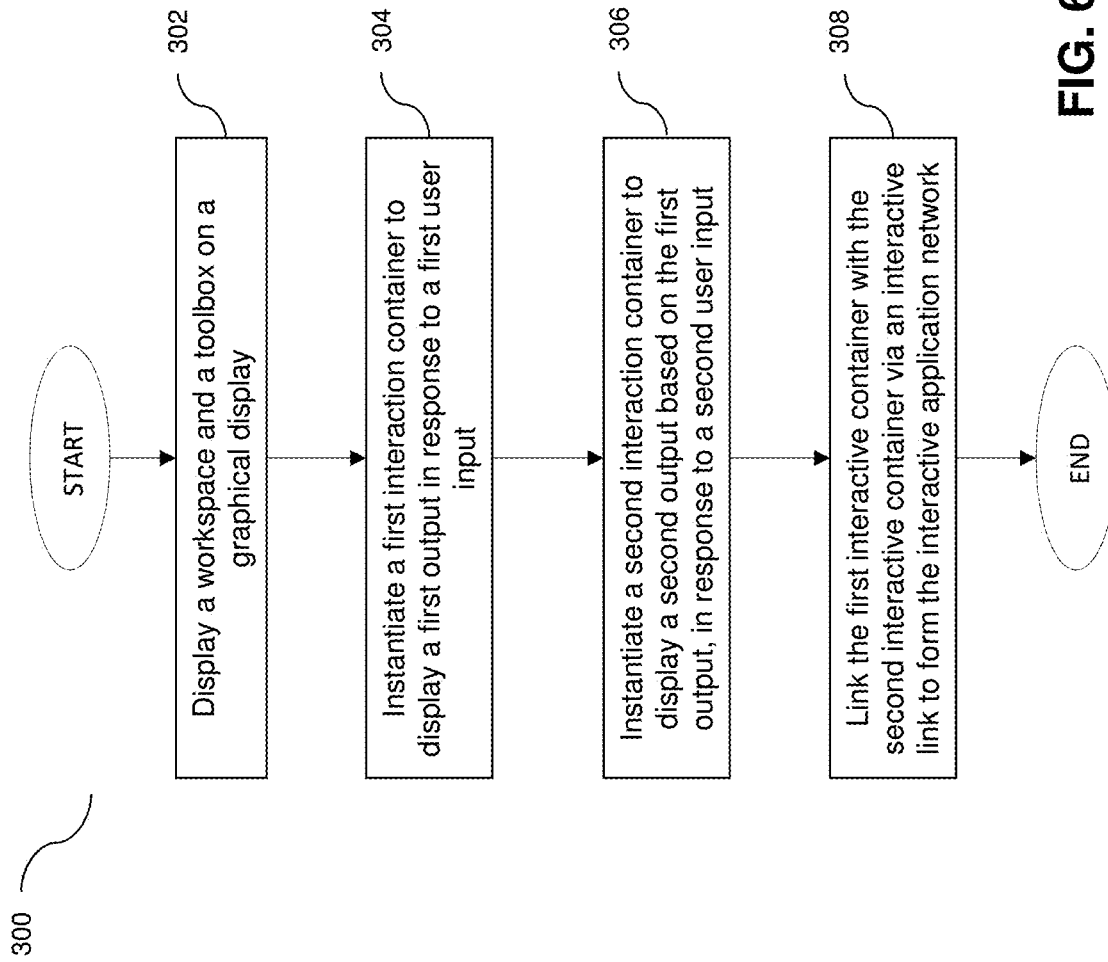 300
START
Display a workspace and a toolbox on a
graphical display
302
Instantiate a first interaction container to
display a first output in response to a first user
input
304
Instantiate a second interaction container to
display a second output based on the first
output, in response to a second user input
306
Link the first interactive container with the
second interactive container via an interactive
link to form the interactive application network
308
END
FIG. 6